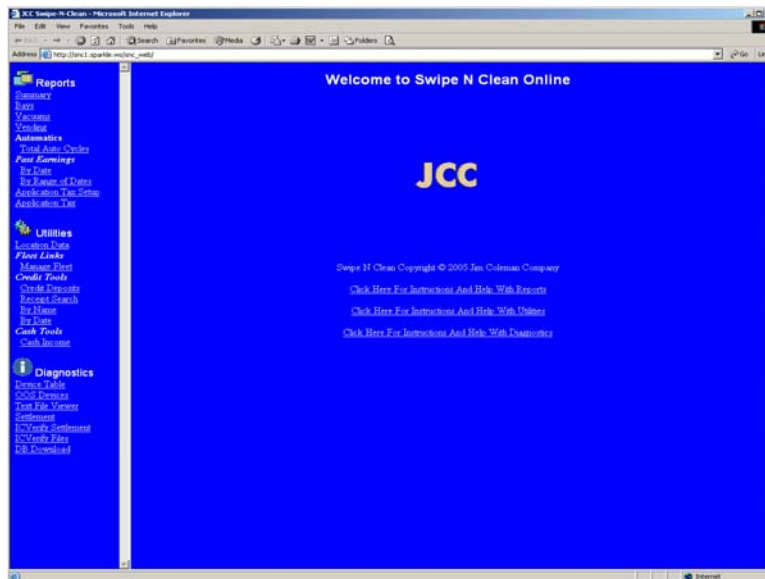 JCC Swipe-N-Clean - Microsoft Internet Explorer
File Edit View Favorites Tools Help
Back Search Favorites Media Folders
Address http://snc1.sparkle.ws/snc_web/ Go
Reports
Summary
Bays
Vacuums
Vending
Automatics
Total Auto Cycles
Past Earnings
By Date
By Range of Dates
Application Tax Setup
Application Tax
Utilities
Location Data
Fleet Links
Manage Fleet
Credit Tools
Credit Deposits
Receipt Search
By Name
By Date
Cash Tools
Cash Income
Diagnostics
Device Table
OOS Devices
Text File Viewer
Settlement
ICVerify Settlement
ICVerify Files
DB Download
Welcome to Swipe N Clean Online
JCC
Swipe N Clean Copyright © 2005 Jim Coleman Company
Click Here For Instructions And Help With Reports
Click Here For Instructions And Help With Utilities
Click Here For Instructions And Help With Diagnostics
Internet